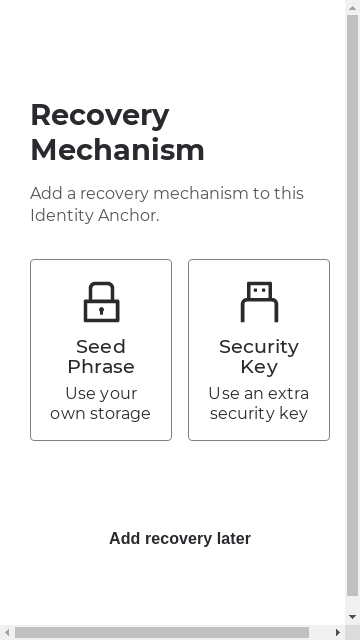 Recovery
Mechanism
Add a recovery mechanism to this
Identity Anchor.
Seed
Phrase
Use your
own storage
Security
Key
Use an extra
security key
Add recovery later